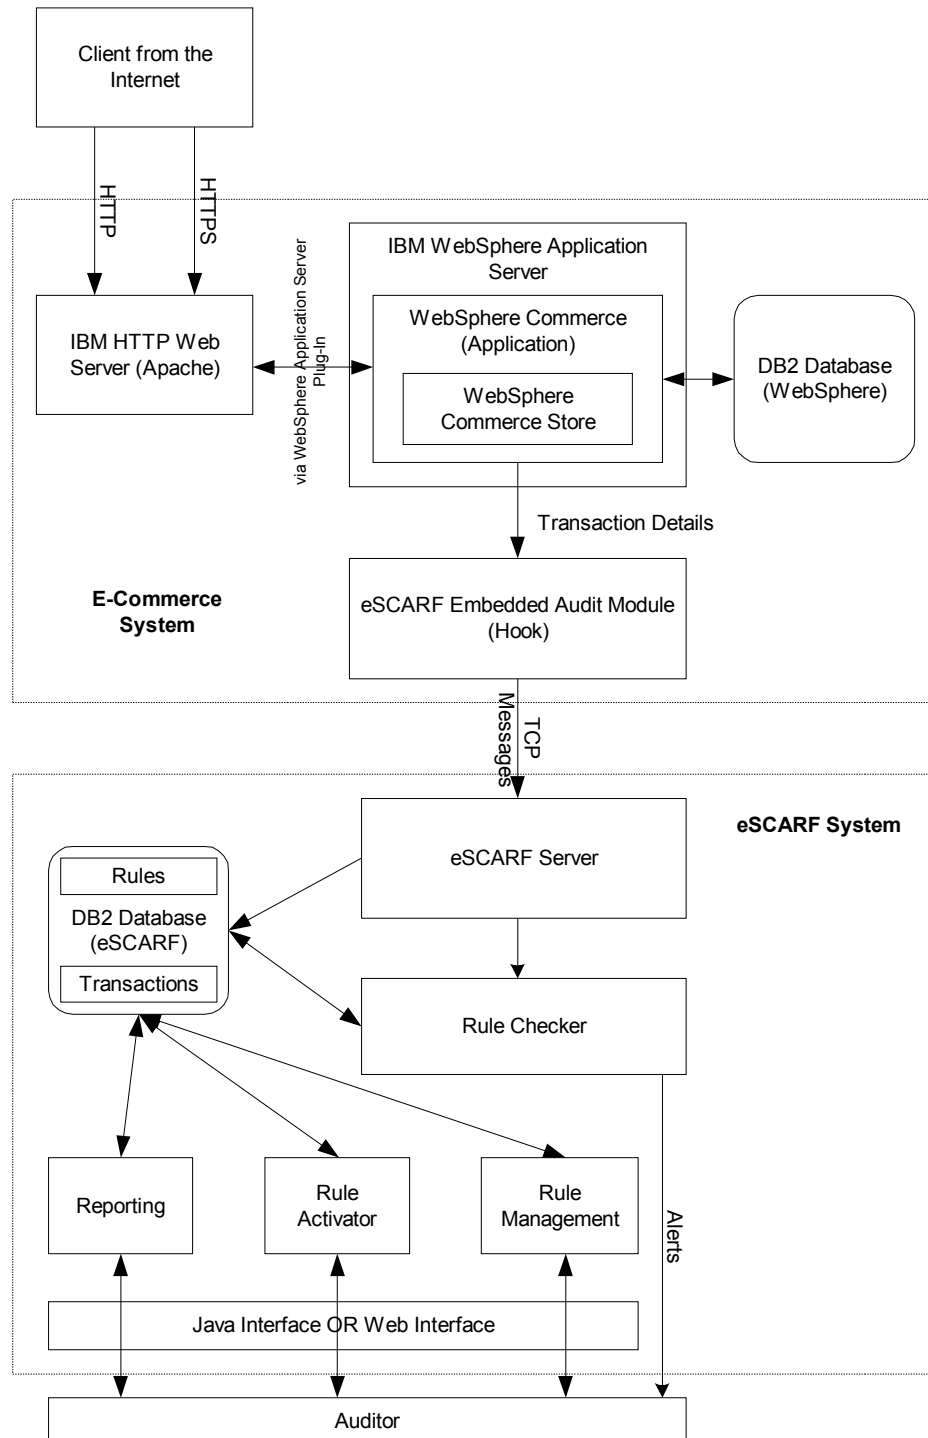 Client from the
Internet
HTTP
HTTPS
IBM WebSphere Application
Server
IBM HTTP Web
Server (Apache)
via WebSphere Application Server
Plug-In
WebSphere Commerce
(Application)
WebSphere
Commerce Store
DB2 Database
(WebSphere)
Transaction Details
E-Commerce
System
eSCARF Embedded Audit Module
(Hook)
TCP
Messages
eSCARF System
eSCARF Server
Rules
DB2 Database
(eSCARF)
Transactions
Rule Checker
Reporting
Rule
Activator
Rule
Management
Alerts
Java Interface OR Web Interface
Auditor